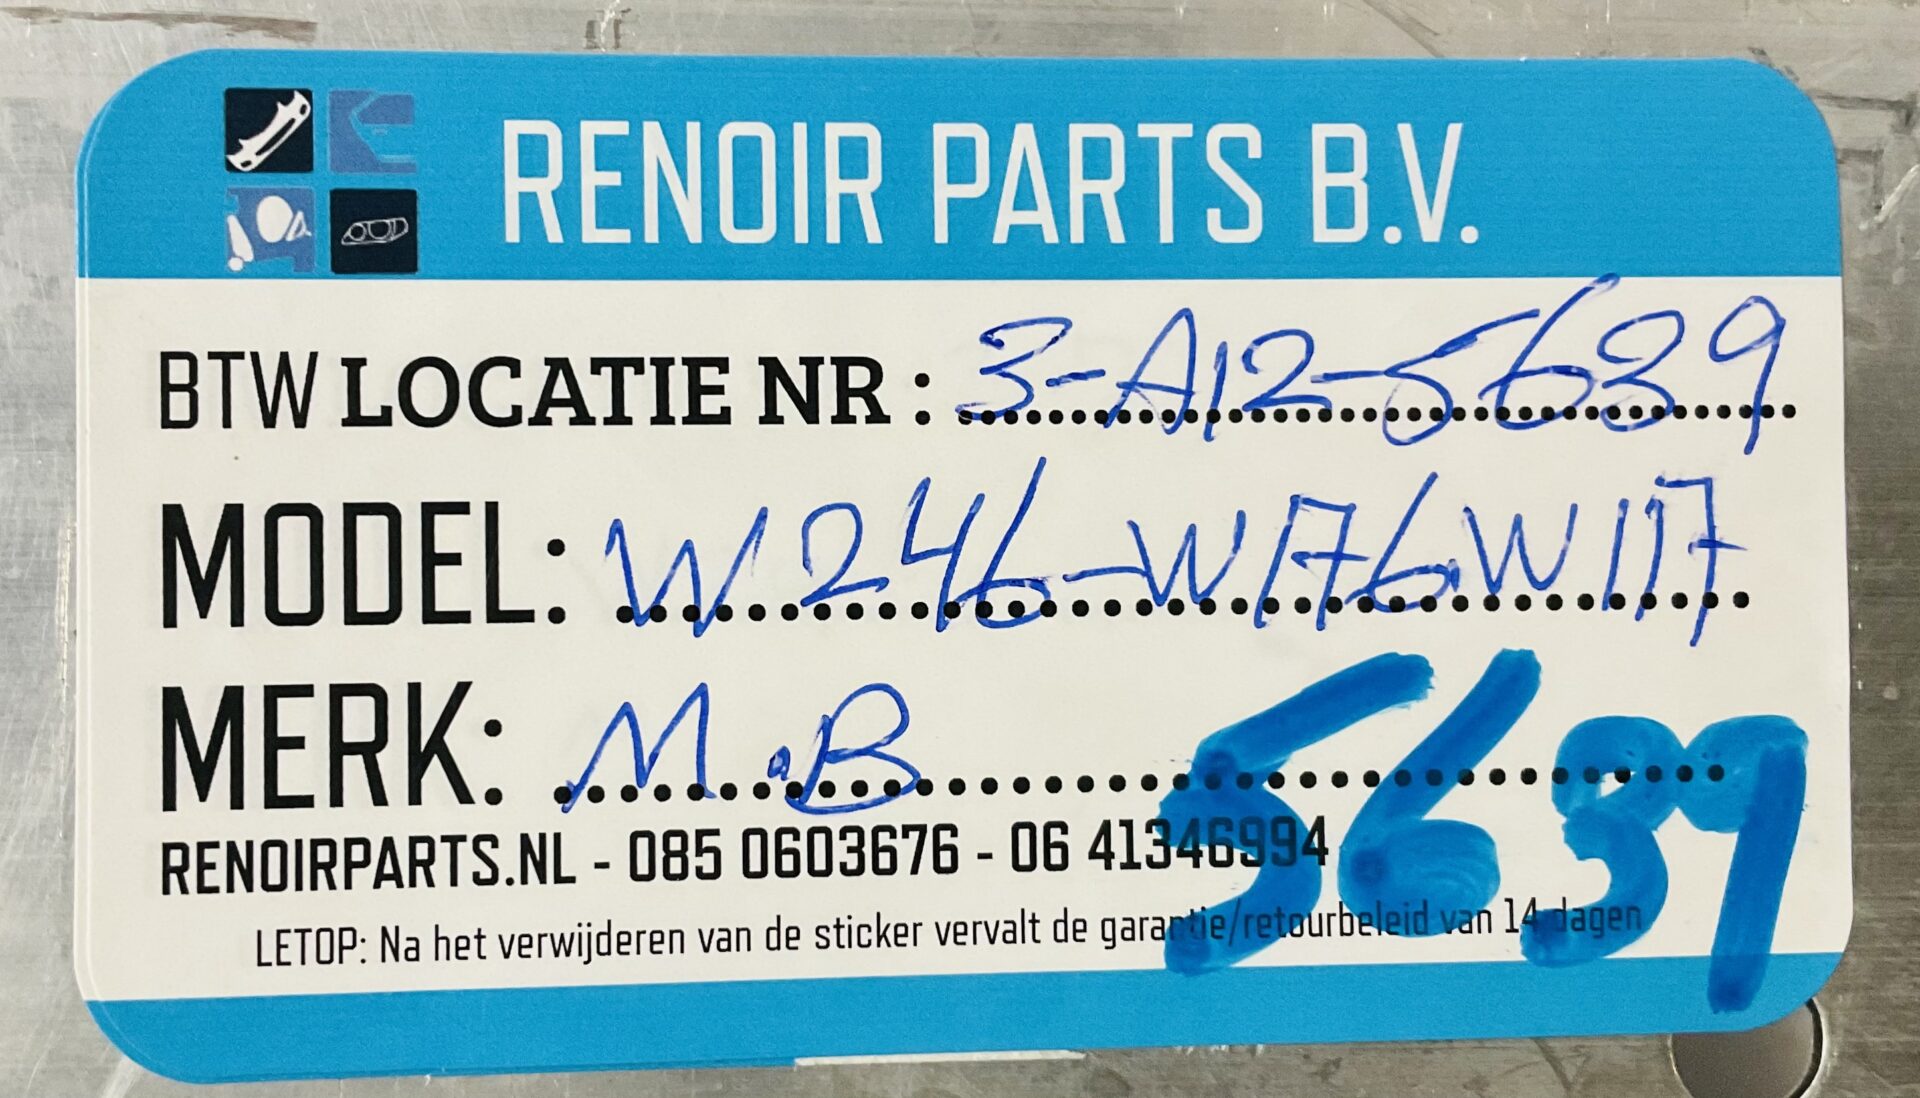 RENOIR PARTS B.V.
BTW LOCATIE NR : 3-A12-5639
MODEL: W246-W176.W117
MERK: M.B
5639
RENOIRPARTS.NL - 085 0603676 - 06 41346994
LETOP: Na het verwijderen van de sticker vervalt de garantie/retourbeleid van 14 dagen